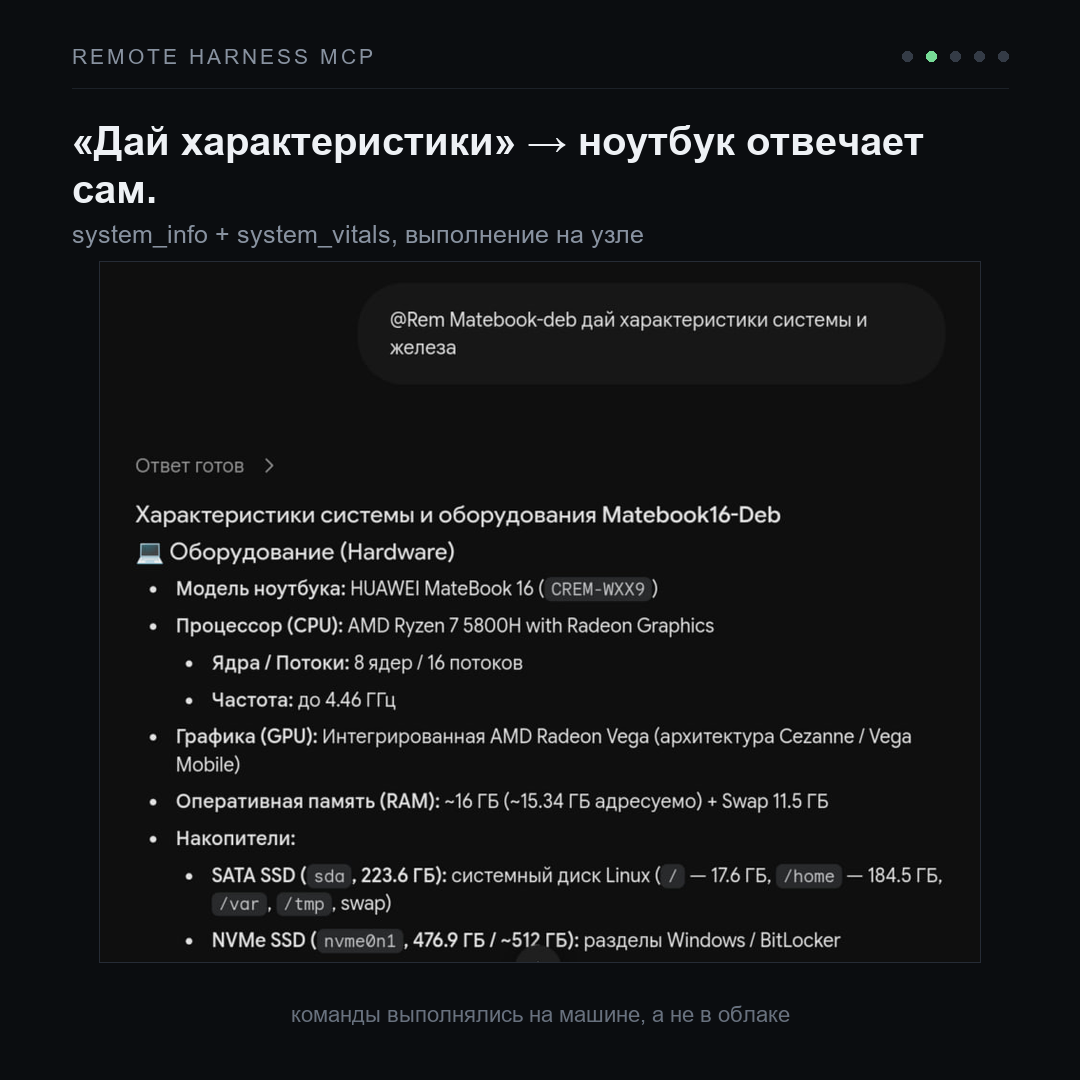 REMOTE HARNESS MCP
«Дай характеристики» → ноутбук отвечает
сам.
system_info + system_vitals, выполнение на узле
@Rem Matebook-deb дай характеристики системы и
железа
Ответ готов >
Характеристики системы и оборудования Matebook16-Deb
💻 Оборудование (Hardware)
• Модель ноутбука: HUAWEI MateBook 16 (CREM-WXX9)
• Процессор (CPU): AMD Ryzen 7 5800H with Radeon Graphics
• Ядра / Потоки: 8 ядер / 16 потоков
• Частота: до 4.46 ГГц
• Графика (GPU): Интегрированная AMD Radeon Vega (архитектура Cezanne / Vega
Mobile)
• Оперативная память (RAM): ~16 ГБ (~15.34 ГБ адресуемо) + Swap 11.5 ГБ
• Накопители:
• SATA SSD (sda, 223.6 ГБ): системный диск Linux (/ — 17.6 ГБ, /home — 184.5 ГБ,
/var, /tmp, swap)
• NVMe SSD (nvme0n1, 476.9 ГБ / ~512 ГБ): разделы Windows / BitLocker
команды выполнялись на машине, а не в облаке